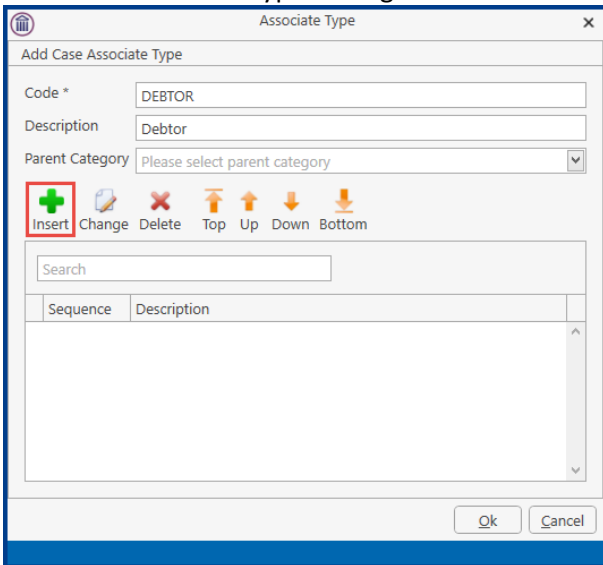 Associate Type
Add Case Associate Type
Code * DEBTOR
Description Debtor
Parent Category Please select parent category
Insert Change Delete Top Up Down Bottom
Search
Sequence Description
Ok Cancel